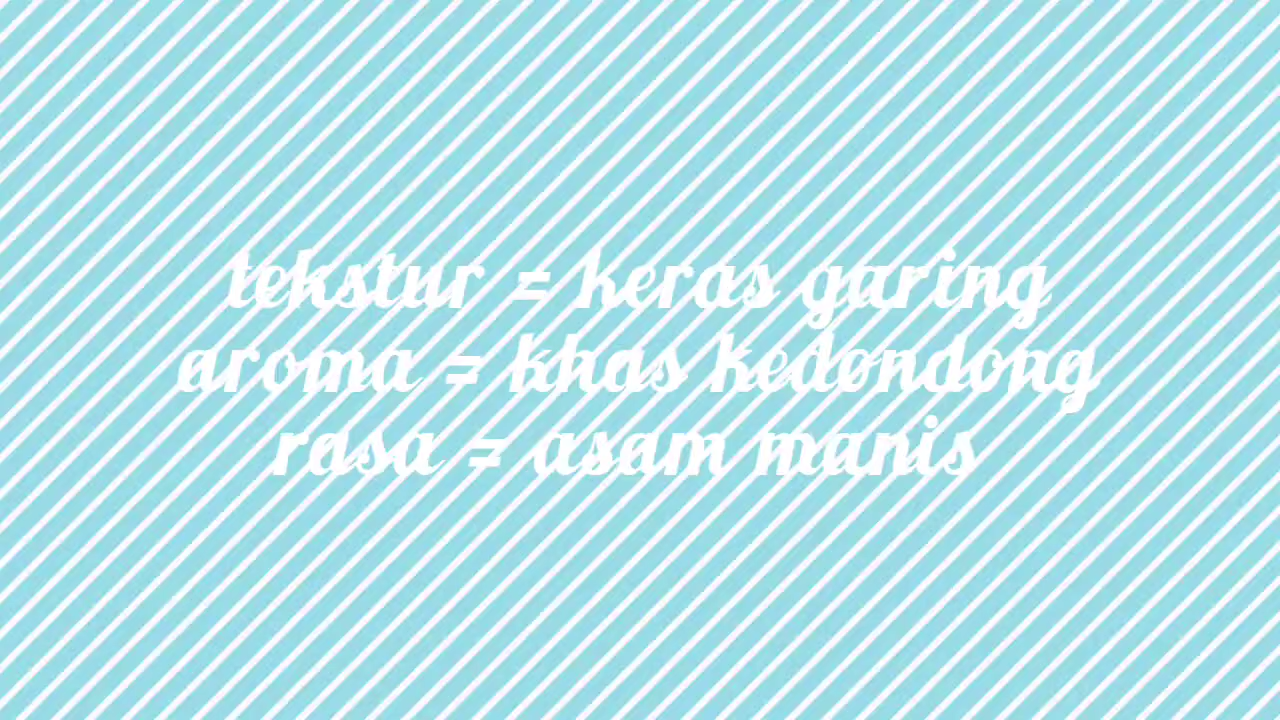 tekstur = keras garing
aroma = khas kedondong
rasa = asam manis